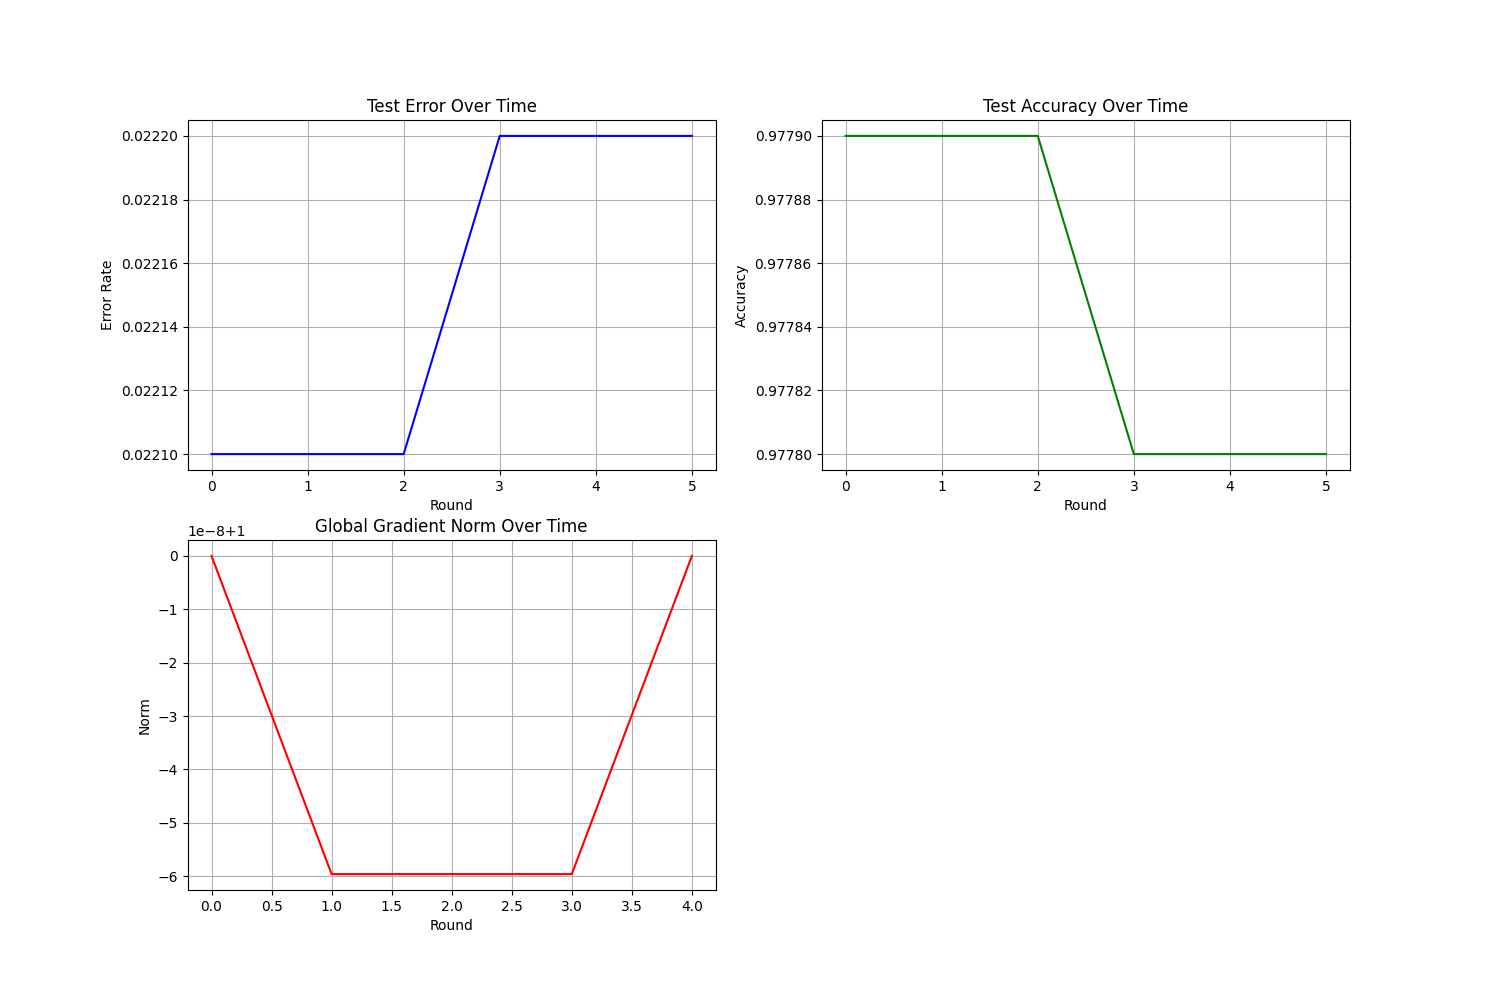 Test Error Over Time
0.02220
0.02218
0.02216
0.02214
0.02212
0.02210
Error Rate
0 1 2 3 4 5
Round
Test Accuracy Over Time
0.97790
0.97788
0.97786
0.97784
0.97782
0.97780
Accuracy
0 1 2 3 4 5
Round
Global Gradient Norm Over Time
1e−8+1
0
−1
−2
−3
−4
−5
−6
Norm
0.0 0.5 1.0 1.5 2.0 2.5 3.0 3.5 4.0
Round